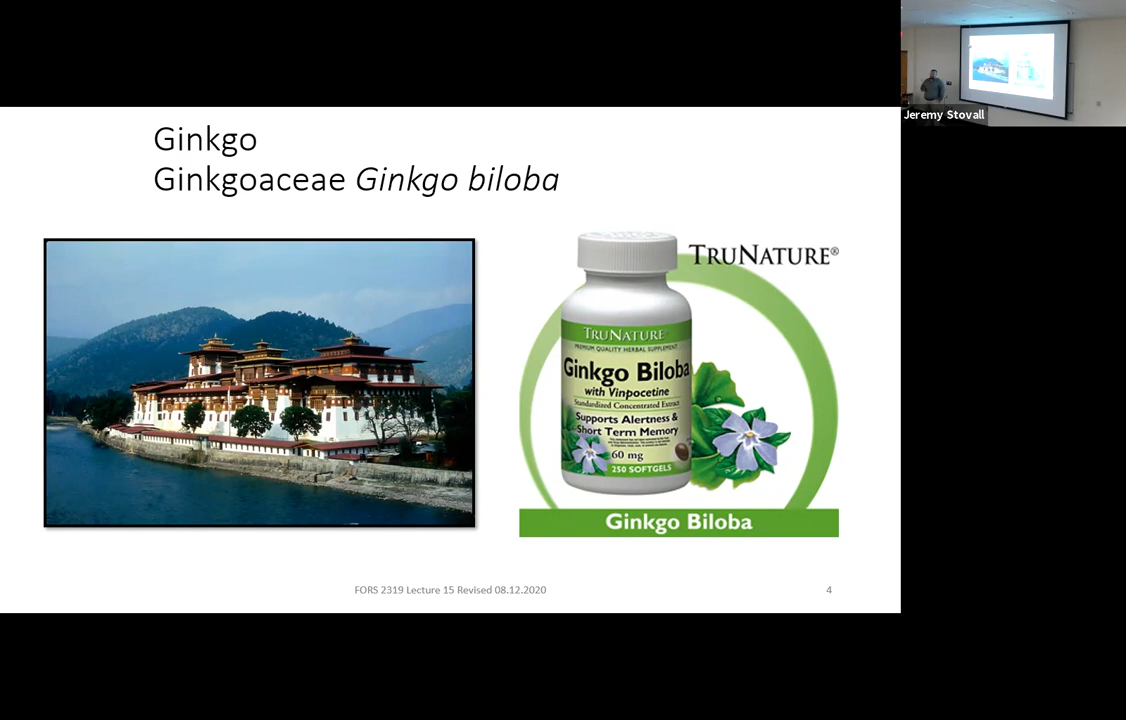 Ginkgo
Ginkgoaceae Ginkgo biloba
TRUNATURE®
TRUNATURE
PREMIUM QUALITY HERBAL SUPPLEMENT
Ginkgo Biloba
with Vinpocetine
Standardized Concentrated Extract
Supports Alertness &
Short Term Memory
60 mg
250 SOFTGELS
Ginkgo Biloba
FORS 2319 Lecture 15 Revised 08.12.2020
4
Jeremy Stovall